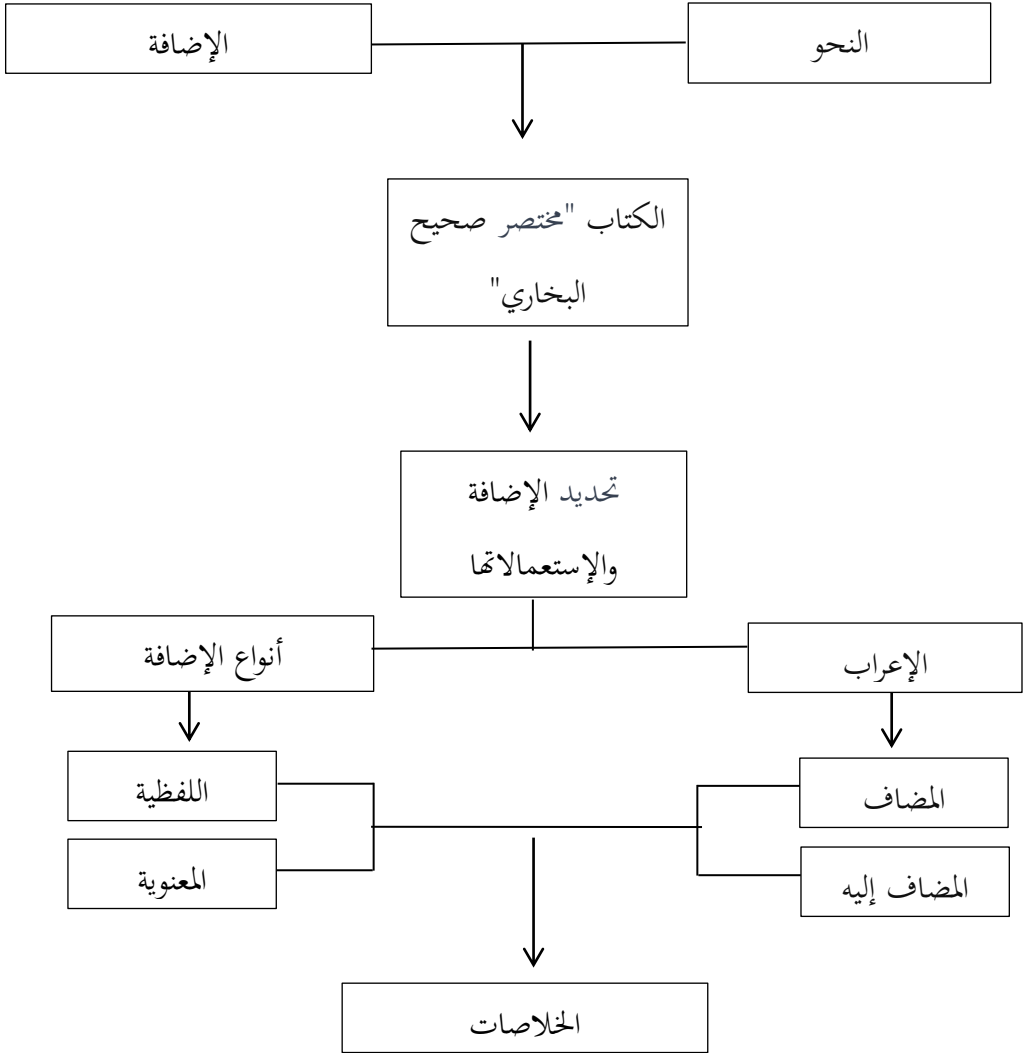 النحو
الإضافة
الكتاب "مختصر صحيح
البخاري"
تحديد الإضافة
والإستعمالاتها
الإعراب
أنواع الإضافة
المضاف
اللفظية
المضاف إليه
المعنوية
الخلاصات